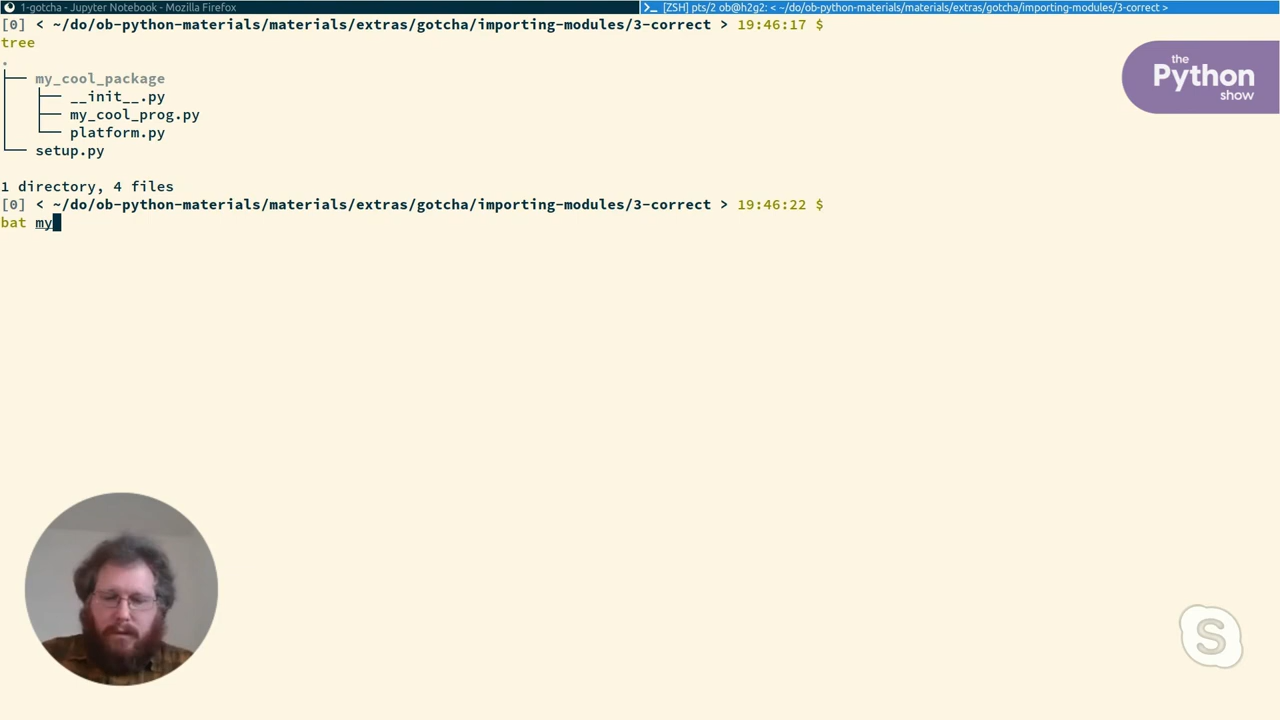 1-gotcha - Jupyter Notebook - Mozilla Firefox
[ZSH] pts/2 ob@h2g2: < ~/do/ob-python-materials/materials/extras/gotcha/importing-modules/3-correct >
[0] < ~/do/ob-python-materials/materials/extras/gotcha/importing-modules/3-correct > 19:46:17 $
tree
.
├── my_cool_package
│   ├── __init__.py
│   ├── my_cool_prog.py
│   └── platform.py
└── setup.py
1 directory, 4 files
[0] < ~/do/ob-python-materials/materials/extras/gotcha/importing-modules/3-correct > 19:46:22 $
bat my
the
Python
show
S